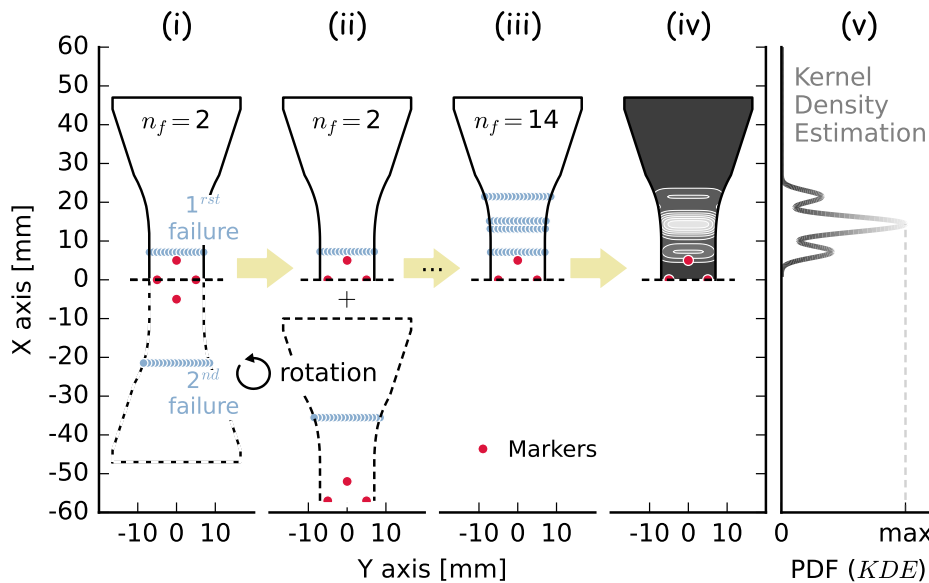 (i) (ii) (iii) (iv) (v)
60
50
40
30
20
10
0
-10
-20
-30
-40
-50
-60
X axis [mm]
n_f = 2
n_f = 2
n_f = 14
1^rst
failure
2^nd
failure
...
+
rotation
Markers
Kernel
Density
Estimation
-10 0 10
-10 0 10
-10 0 10
-10 0 10
0 max
Y axis [mm]
PDF (KDE)